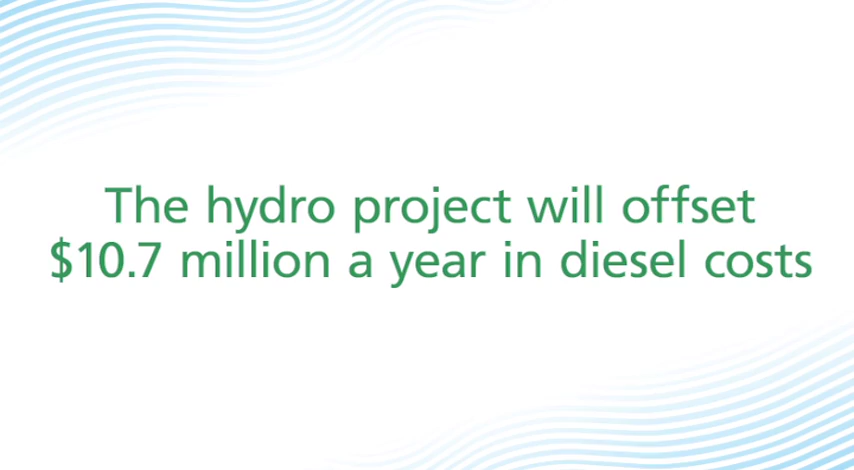 The hydro project will offset
$10.7 million a year in diesel costs